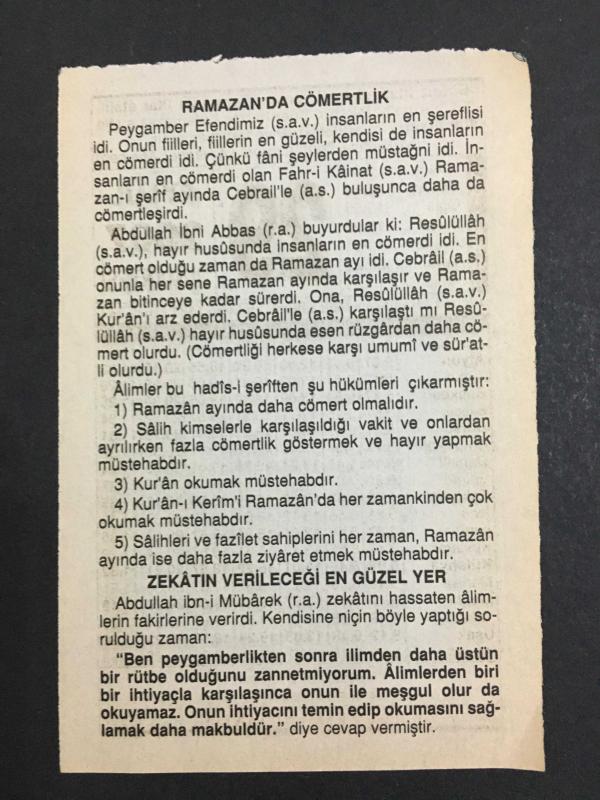 RAMAZAN'DA CÖMERTLİK
Peygamber Efendimiz (s.a.v.) insanların en şereflisi
idi. Onun fiilleri, fiillerin en güzeli, kendisi de insanların
en cömerdi idi. Çünkü fâni şeylerden müstağni idi. İn-
sanların en cömerdi olan Fahr-i Kâinat (s.a.v.) Rama-
zan-ı şerîf ayında Cebrail'le (a.s.) buluşunca daha da
cömertleşirdi.
Abdullah İbni Abbas (r.a.) buyurdular ki: Resûlüllâh
(s.a.v.), hayır husûsunda insanların en cömerdi idi. En
cömert olduğu zaman da Ramazan ayı idi. Cebrâil (a.s.)
onunla her sene Ramazan ayında karşılaşır ve Rama-
zan bitinceye kadar sürerdi. Ona, Resûlüllâh (s.a.v.)
Kur'ân'ı arz ederdi. Cebrâil'le (a.s.) karşılaştı mı Resû-
lüllâh (s.a.v.) hayır husûsunda esen rüzgârdan daha cö-
mert olurdu. (Cömertliği herkese karşı umumî ve sür'at-
li olurdu.)
Âlimler bu hadîs-i şerîften şu hükümleri çıkarmıştır:
1) Ramazân ayında daha cömert olmalıdır.
2) Sâlih kimselerle karşılaşıldığı vakit ve onlardan
ayrılırken fazla cömertlik göstermek ve hayır yapmak
müstehabdır.
3) Kur'ân okumak müstehabdır.
4) Kur'ân-ı Kerîm'i Ramazân'da her zamankinden çok
okumak müstehabdır.
5) Sâlihleri ve fazîlet sahiplerini her zaman, Ramazân
ayında ise daha fazla ziyâret etmek müstehabdır.
ZEKÂTIN VERİLECEĞİ EN GÜZEL YER
Abdullah ibn-i Mübârek (r.a.) zekâtını hassaten âlim-
lerin fakirlerine verirdi. Kendisine niçin böyle yaptığı so-
rulduğu zaman:
"Ben peygamberlikten sonra ilimden daha üstün
bir rütbe olduğunu zannetmiyorum. Âlimlerden biri
bir ihtiyaçla karşılaşınca onun ile meşgul olur da
okuyamaz. Onun ihtiyacını temin edip okumasını sağ-
lamak daha makbuldür." diye cevap vermiştir.